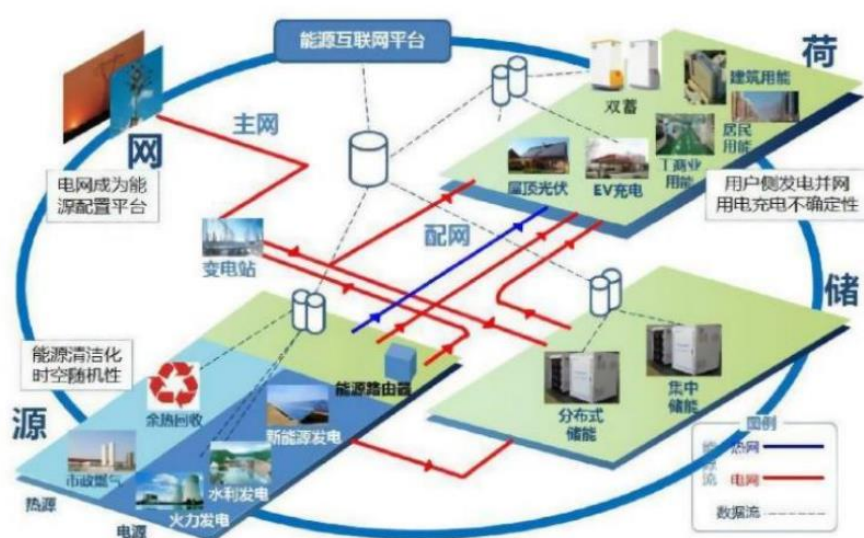 能源互联网平台
荷
双蓄
建筑用能
居民
用能
工商业
用能
屋顶光伏
EV充电
主网
网
电网成为能
源配置平台
用户侧发电并网
用电充电不确定性
配网
变电站
储
能源清洁化
时空随机性
能源路由器
分布式
储能
集中
储能
余热回收
新能源发电
源
市政燃气
水利发电
火力发电
热源
电源
图例
能源流
热网
电网
数据流